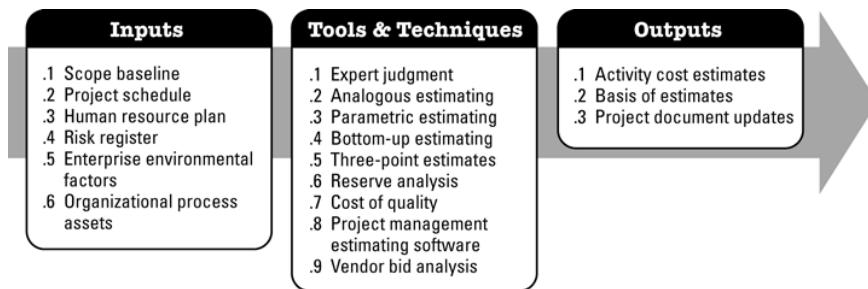 Inputs
.1 Scope baseline
.2 Project schedule
.3 Human resource plan
.4 Risk register
.5 Enterprise environmental
factors
.6 Organizational process
assets
Tools & Techniques
.1 Expert judgment
.2 Analogous estimating
.3 Parametric estimating
.4 Bottom-up estimating
.5 Three-point estimates
.6 Reserve analysis
.7 Cost of quality
.8 Project management
estimating software
.9 Vendor bid analysis
Outputs
.1 Activity cost estimates
.2 Basis of estimates
.3 Project document updates